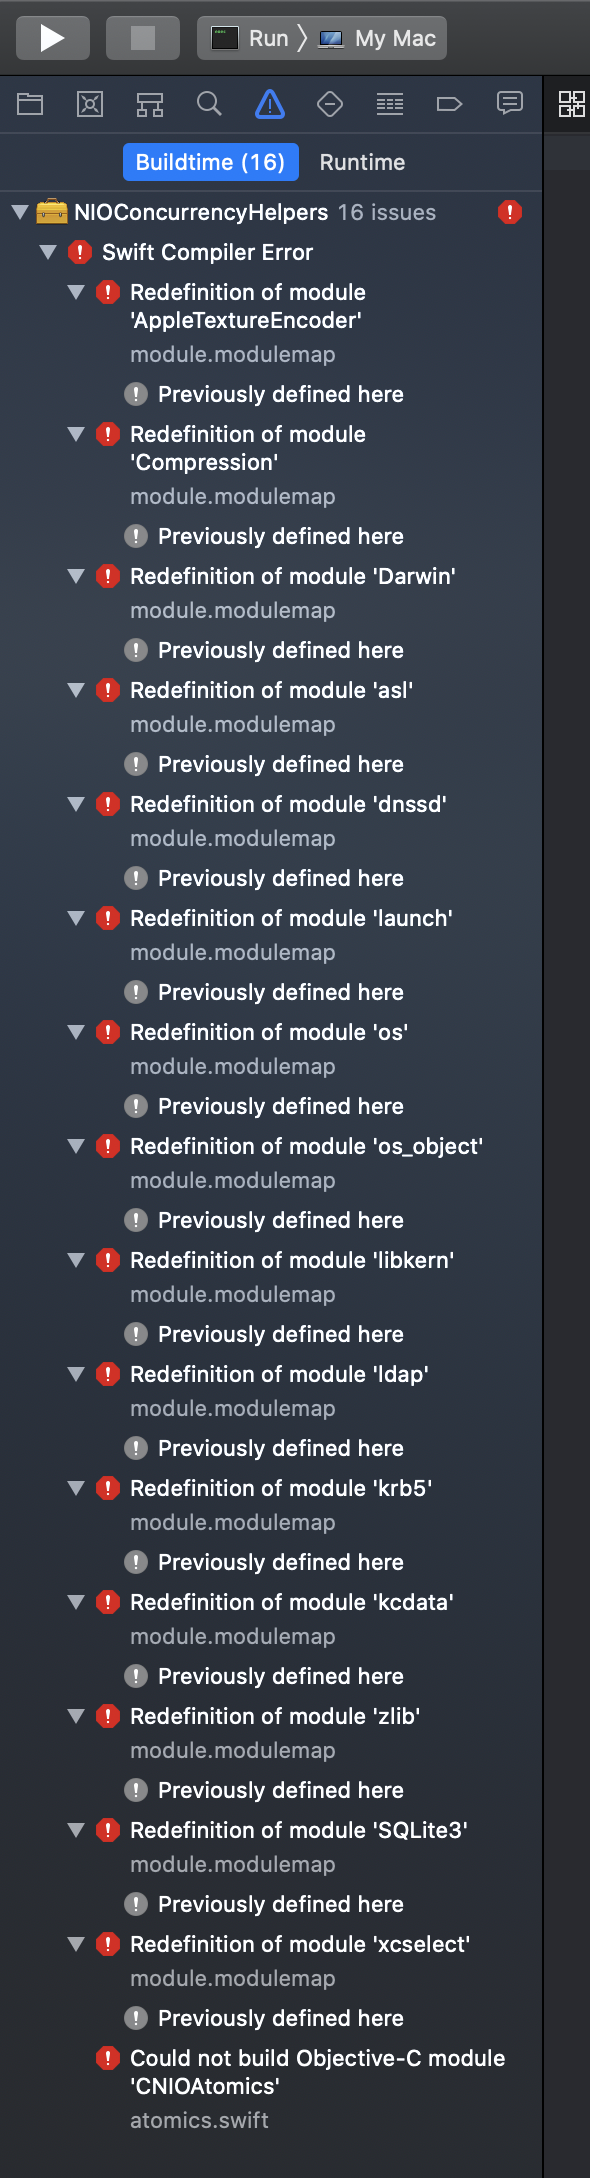 Run
My Mac
Buildtime (16)
Runtime
NIOConcurrencyHelpers 16 issues
Swift Compiler Error
Redefinition of module
'AppleTextureEncoder'
module.modulemap
Previously defined here
Redefinition of module
'Compression'
module.modulemap
Previously defined here
Redefinition of module 'Darwin'
module.modulemap
Previously defined here
Redefinition of module 'asl'
module.modulemap
Previously defined here
Redefinition of module 'dnssd'
module.modulemap
Previously defined here
Redefinition of module 'launch'
module.modulemap
Previously defined here
Redefinition of module 'os'
module.modulemap
Previously defined here
Redefinition of module 'os_object'
module.modulemap
Previously defined here
Redefinition of module 'libkern'
module.modulemap
Previously defined here
Redefinition of module 'ldap'
module.modulemap
Previously defined here
Redefinition of module 'krb5'
module.modulemap
Previously defined here
Redefinition of module 'kcdata'
module.modulemap
Previously defined here
Redefinition of module 'zlib'
module.modulemap
Previously defined here
Redefinition of module 'SQLite3'
module.modulemap
Previously defined here
Redefinition of module 'xcselect'
module.modulemap
Previously defined here
Could not build Objective-C module
'CNIOAtomics'
atomics.swift